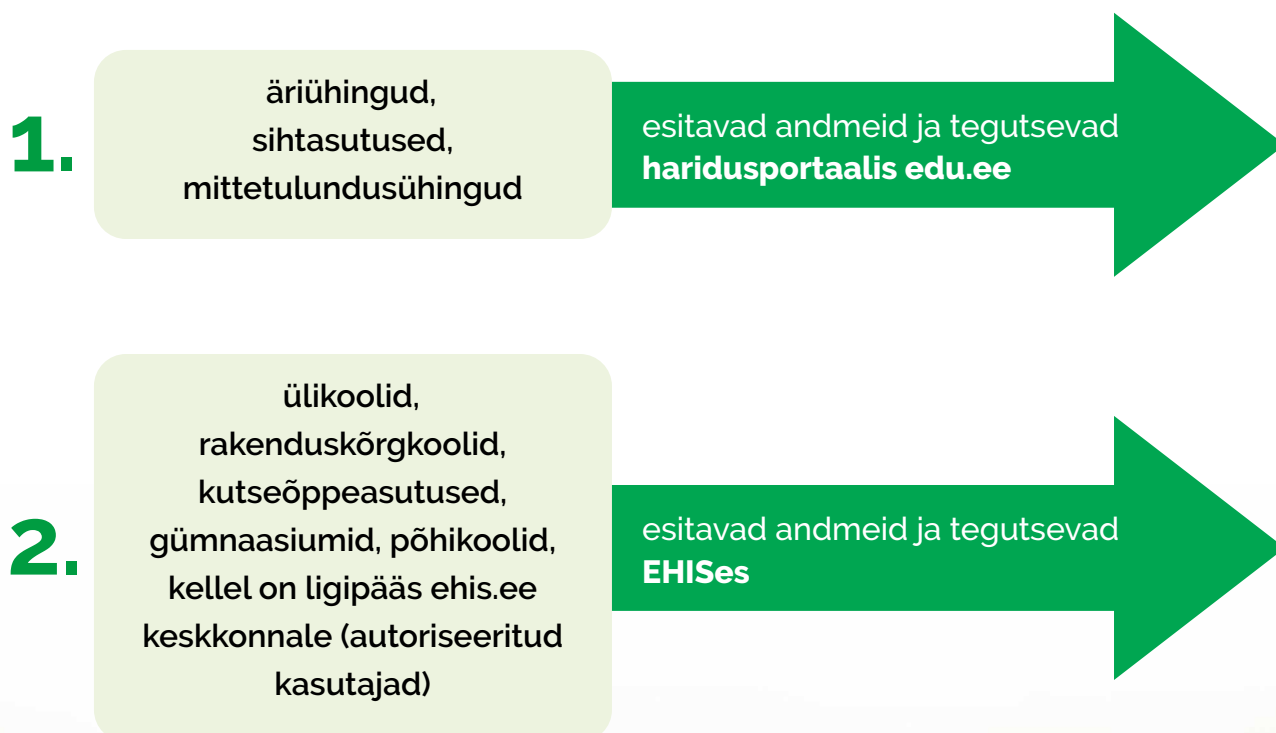 1.
äriühingud,
sihtasutused,
mittetulundusühingud
esitavad andmeid ja tegutsevad
haridusportaalis edu.ee
2.
ülikoolid,
rakenduskõrgkoolid,
kutseõppeasutused,
gümnaasiumid, põhikoolid,
kellel on ligipääs ehis.ee
keskkonnale (autoriseeritud
kasutajad)
esitavad andmeid ja tegutsevad
EHISes